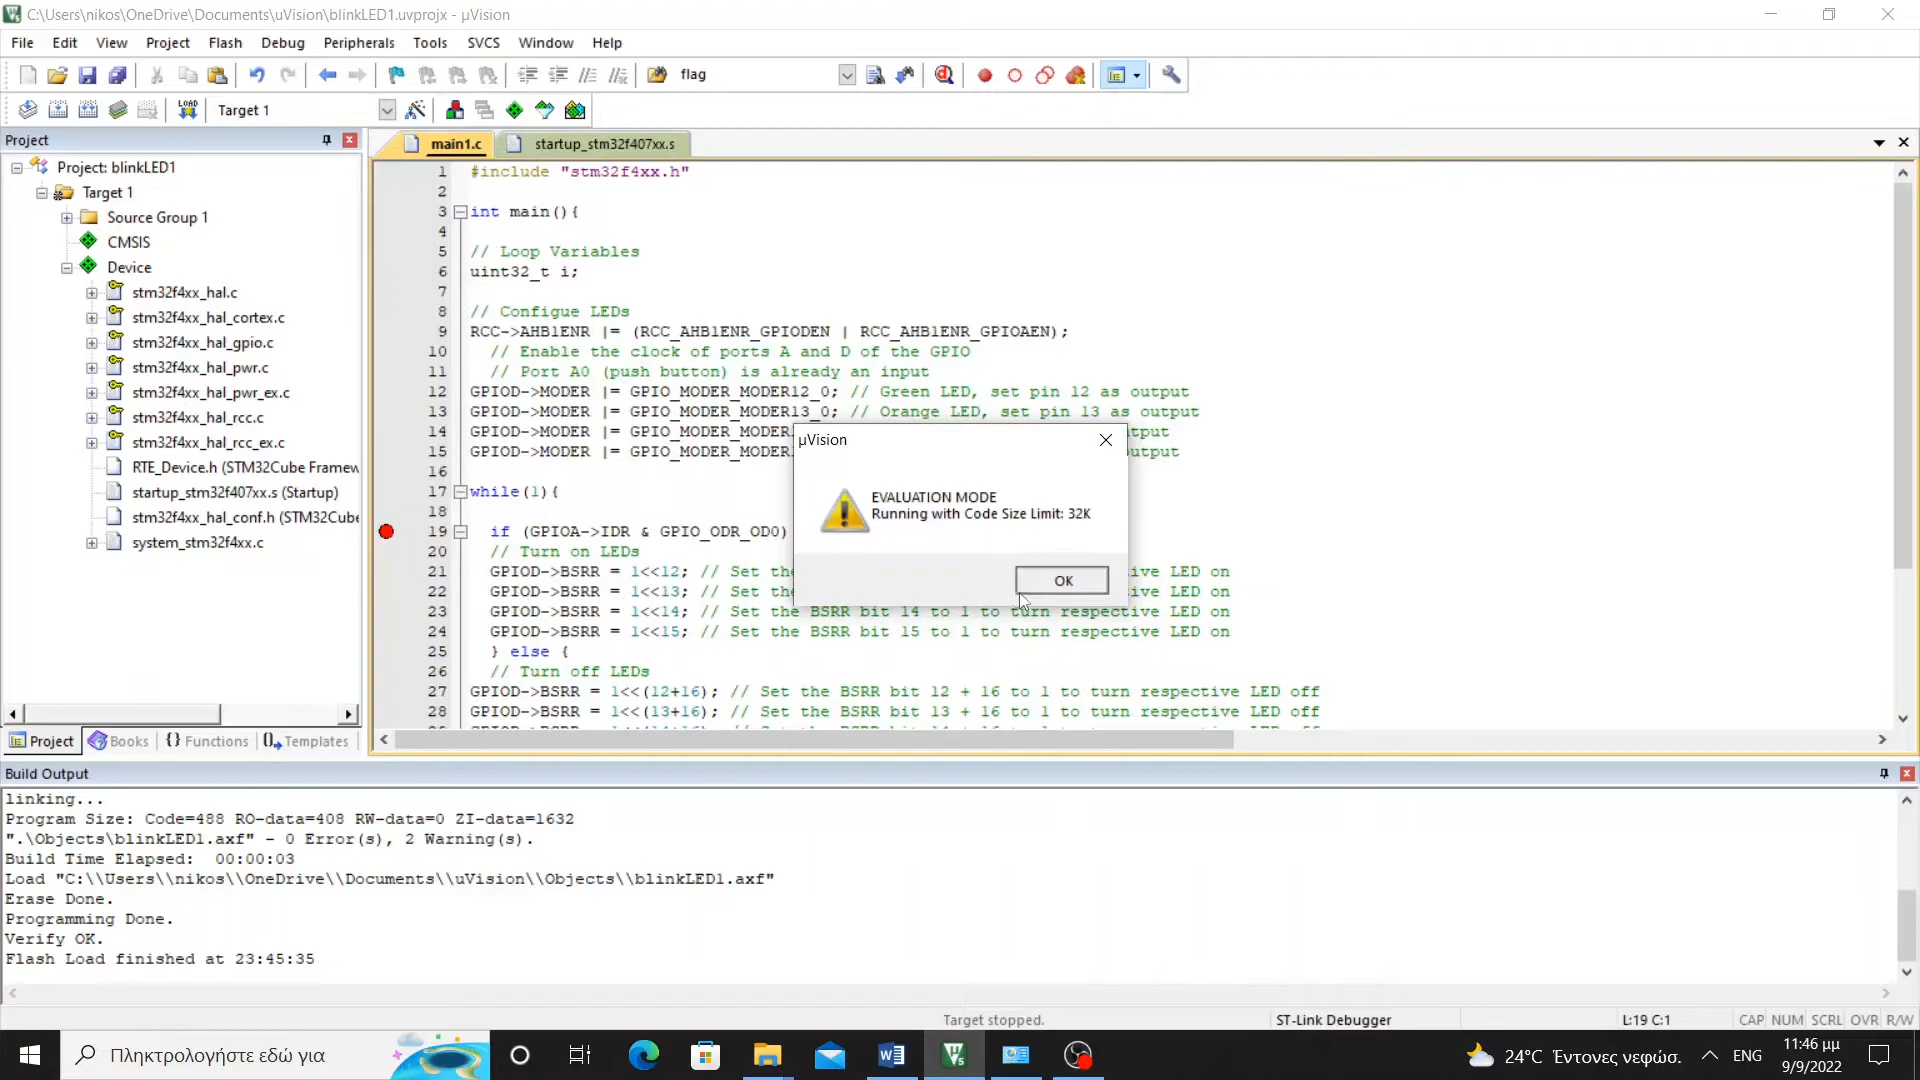 C:\Users\nikos\OneDrive\Documents\uVision\blinkLED1.uvprojx - µVision
File Edit View Project Flash Debug Peripherals Tools SVCS Window Help
flag
LOAD Target 1
Project
main1.c startup_stm32f407xx.s
Project: blinkLED1
Target 1
Source Group 1
CMSIS
Device
stm32f4xx_hal.c
stm32f4xx_hal_cortex.c
stm32f4xx_hal_gpio.c
stm32f4xx_hal_pwr.c
stm32f4xx_hal_pwr_ex.c
stm32f4xx_hal_rcc.c
stm32f4xx_hal_rcc_ex.c
RTE_Device.h (STM32Cube Framew
startup_stm32f407xx.s (Startup)
stm32f4xx_hal_conf.h (STM32Cube
system_stm32f4xx.c
Project Books {} Functions Templates
1 #include "stm32f4xx.h"
2
3 int main(){
4
5 // Loop Variables
6 uint32_t i;
7
8 // Configue LEDs
9 RCC->AHB1ENR |= (RCC_AHB1ENR_GPIODEN | RCC_AHB1ENR_GPIOAEN);
10 // Enable the clock of ports A and D of the GPIO
11 // Port A0 (push button) is already an input
12 GPIOD->MODER |= GPIO_MODER_MODER12_0; // Green LED, set pin 12 as output
13 GPIOD->MODER |= GPIO_MODER_MODER13_0; // Orange LED, set pin 13 as output
14 GPIOD->MODER |= GPIO_MODER_MODER tput
15 GPIOD->MODER |= GPIO_MODER_MODER utput
16
17 while(1){
18
19 if (GPIOA->IDR & GPIO_ODR_OD0)
20 // Turn on LEDs
21 GPIOD->BSRR = 1<<12; // Set the ive LED on
22 GPIOD->BSRR = 1<<13; // Set the ive LED on
23 GPIOD->BSRR = 1<<14; // Set the BSRR bit 14 to 1 to turn respective LED on
24 GPIOD->BSRR = 1<<15; // Set the BSRR bit 15 to 1 to turn respective LED on
25 } else {
26 // Turn off LEDs
27 GPIOD->BSRR = 1<<(12+16); // Set the BSRR bit 12 + 16 to 1 to turn respective LED off
28 GPIOD->BSRR = 1<<(13+16); // Set the BSRR bit 13 + 16 to 1 to turn respective LED off
µVision
EVALUATION MODE
Running with Code Size Limit: 32K
OK
Build Output
linking...
Program Size: Code=488 RO-data=408 RW-data=0 ZI-data=1632
".\Objects\blinkLED1.axf" - 0 Error(s), 2 Warning(s).
Build Time Elapsed: 00:00:03
Load "C:\\Users\\nikos\\OneDrive\\Documents\\uVision\\Objects\\blinkLED1.axf"
Erase Done.
Programming Done.
Verify OK.
Flash Load finished at 23:45:35
Target stopped. ST-Link Debugger L:19 C:1 CAP NUM SCRL OVR R/W
Πληκτρολογήστε εδώ για 24°C Έντονες νεφώσ. ENG 11:46 μμ
9/9/2022